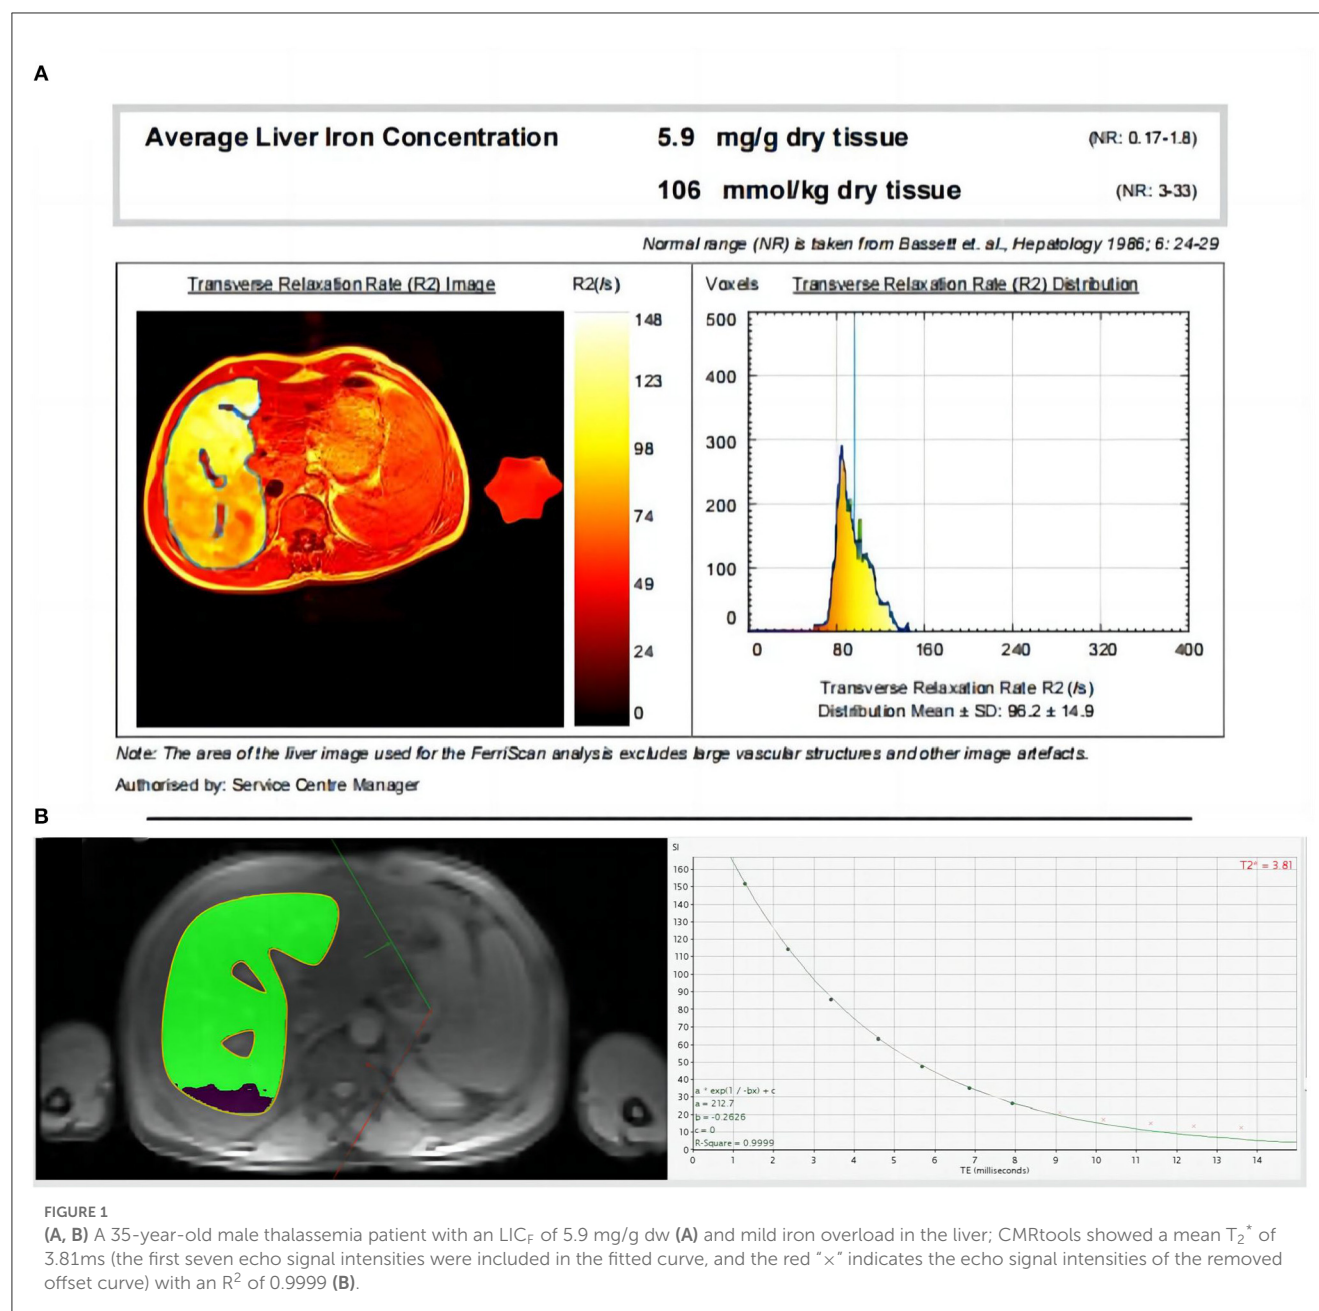 A
Average Liver Iron Concentration 5.9 mg/g dry tissue (NR: 0.17-1.8)
106 mmol/kg dry tissue (NR: 3-33)
Normal range (NR) is taken from Bassett et. al., Hepatology 1986; 6: 24-29
Transverse Relaxation Rate (R2) Image R2(/s)
148
123
98
74
49
24
0
Voxels Transverse Relaxation Rate (R2) Distribution
500
400
300
200
100
0
0 80 160 240 320 400
Transverse Relaxation Rate R2 (/s)
Distribution Mean ± SD: 96.2 ± 14.9
Note: The area of the liver image used for the FerriScan analysis excludes large vascular structures and other image artefacts.
Authorised by: Service Centre Manager
B
SI
T2* = 3.81
160
150
140
130
120
110
100
90
80
70
60
50
40
30
20
10
0
a * exp(1 / -bx) + c
a = 212.7
b = -0.2626
c = 0
R-Square = 0.9999
0 1 2 3 4 5 6 7 8 9 10 11 12 13 14
TE (milliseconds)
FIGURE 1
(A, B) A 35-year-old male thalassemia patient with an LICF of 5.9 mg/g dw (A) and mild iron overload in the liver; CMRtools showed a mean T2* of
3.81ms (the first seven echo signal intensities were included in the fitted curve, and the red “×” indicates the echo signal intensities of the removed
offset curve) with an R2 of 0.9999 (B).